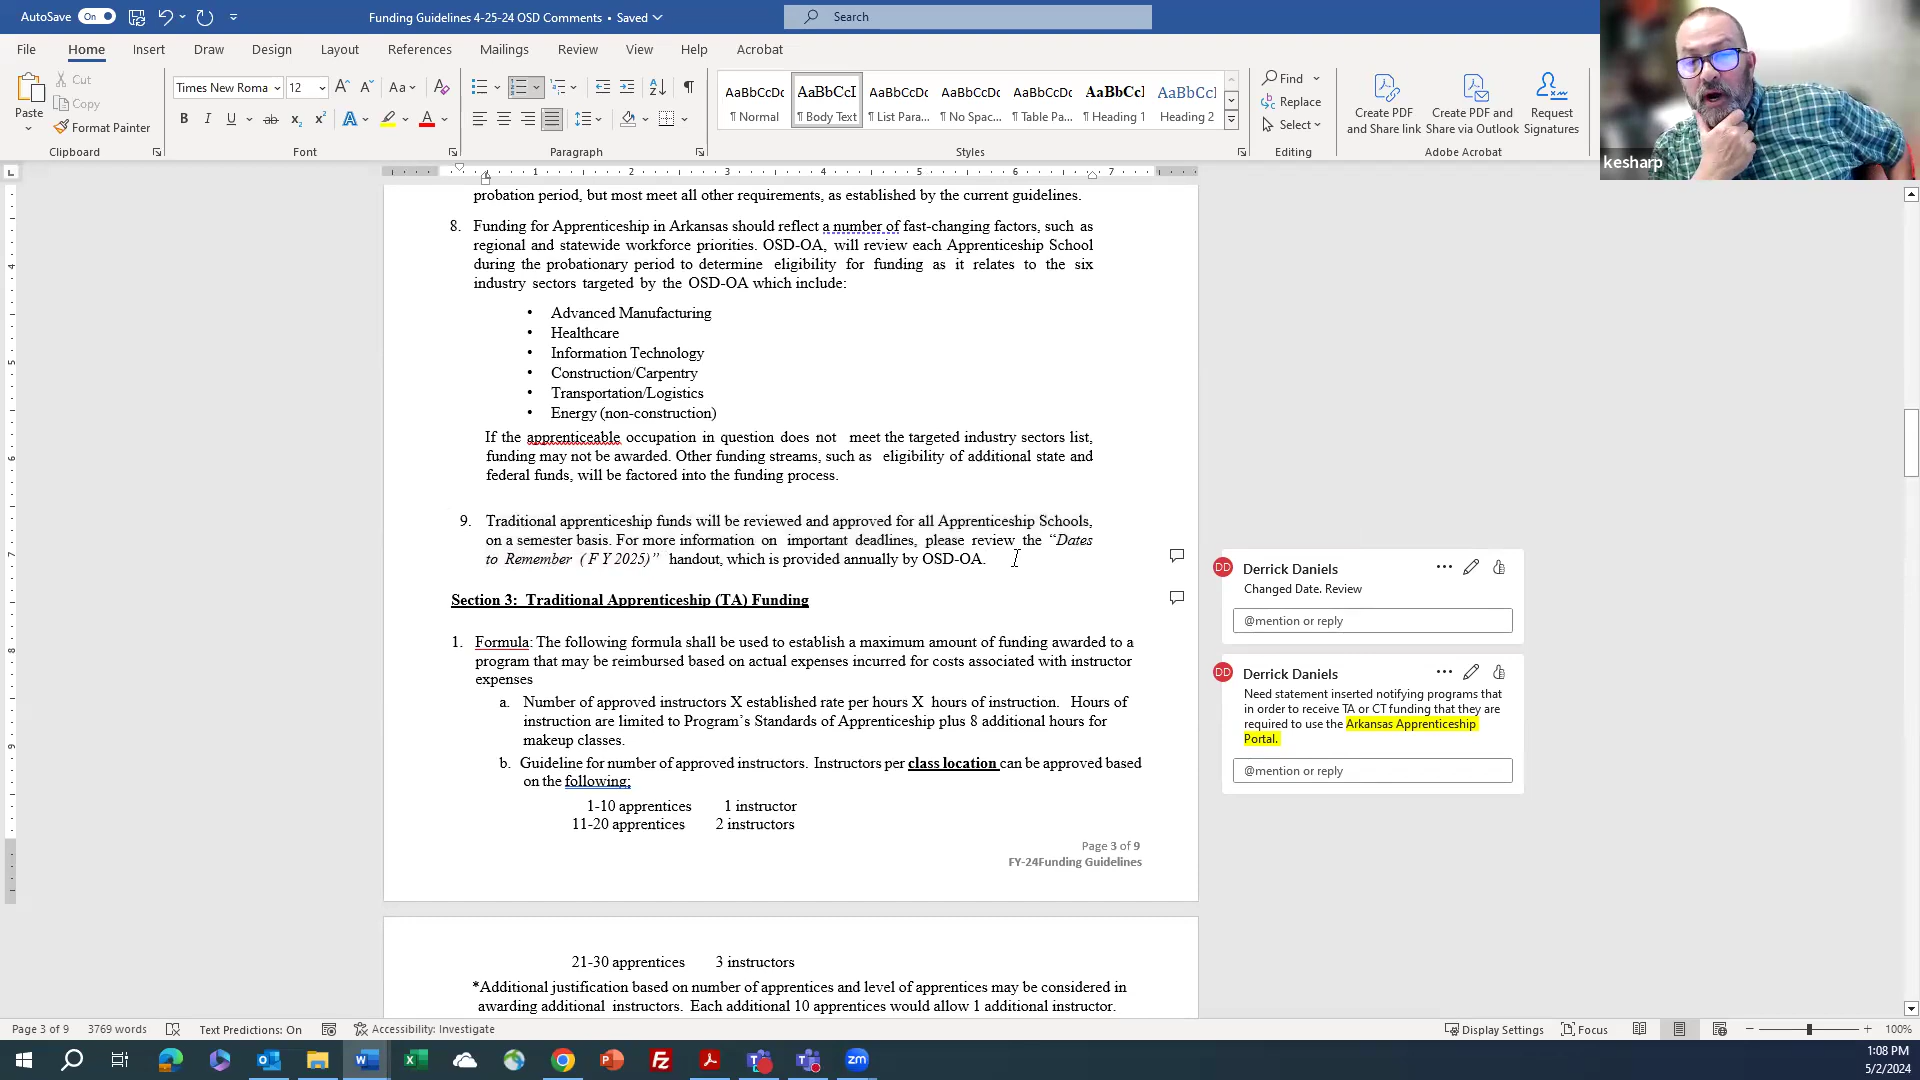 AutoSave On Funding Guidelines 4-25-24 OSD Comments • Saved Search
File Home Insert Draw Design Layout References Mailings Review View Help Acrobat
Paste
Cut
Copy
Format Painter
Clipboard
Times New Roma 12
Font
Paragraph
AaBbCcDc AaBbCcI AaBbCcDc AaBbCcDc AaBbCcDc AaBbCcI AaBbCcI
¶ Normal ¶ Body Text ¶ List Para... ¶ No Spac... ¶ Table Pa... ¶ Heading 1 Heading 2
Styles
Find
Replace
Select
Editing
Create PDF and Share link
Create PDF and Share via Outlook
Request Signatures
Adobe Acrobat
kesharp
1 2 3 4 5 6 7
probation period, but most meet all other requirements, as established by the current guidelines.
8. Funding for Apprenticeship in Arkansas should reflect a number of fast-changing factors, such as
regional and statewide workforce priorities. OSD-OA, will review each Apprenticeship School
during the probationary period to determine eligibility for funding as it relates to the six
industry sectors targeted by the OSD-OA which include:
• Advanced Manufacturing
• Healthcare
• Information Technology
• Construction/Carpentry
• Transportation/Logistics
• Energy (non-construction)
If the apprenticeable occupation in question does not meet the targeted industry sectors list,
funding may not be awarded. Other funding streams, such as eligibility of additional state and
federal funds, will be factored into the funding process.
9. Traditional apprenticeship funds will be reviewed and approved for all Apprenticeship Schools,
on a semester basis. For more information on important deadlines, please review the “Dates
to Remember ( F Y 2025)” handout, which is provided annually by OSD-OA.
Section 3: Traditional Apprenticeship (TA) Funding
1. Formula: The following formula shall be used to establish a maximum amount of funding awarded to a
program that may be reimbursed based on actual expenses incurred for costs associated with instructor
expenses
a. Number of approved instructors X established rate per hours X hours of instruction. Hours of
instruction are limited to Program’s Standards of Apprenticeship plus 8 additional hours for
makeup classes.
b. Guideline for number of approved instructors. Instructors per class location can be approved based
on the following;
1-10 apprentices 1 instructor
11-20 apprentices 2 instructors
Page 3 of 9
FY-24Funding Guidelines
21-30 apprentices 3 instructors
*Additional justification based on number of apprentices and level of apprentices may be considered in
awarding additional instructors. Each additional 10 apprentices would allow 1 additional instructor.
DD Derrick Daniels
Changed Date. Review
@mention or reply
DD Derrick Daniels
Need statement inserted notifying programs that
in order to receive TA or CT funding that they are
required to use the Arkansas Apprenticeship
Portal.
@mention or reply
Page 3 of 9 3769 words Text Predictions: On Accessibility: Investigate Display Settings Focus 100%
1:08 PM
5/2/2024